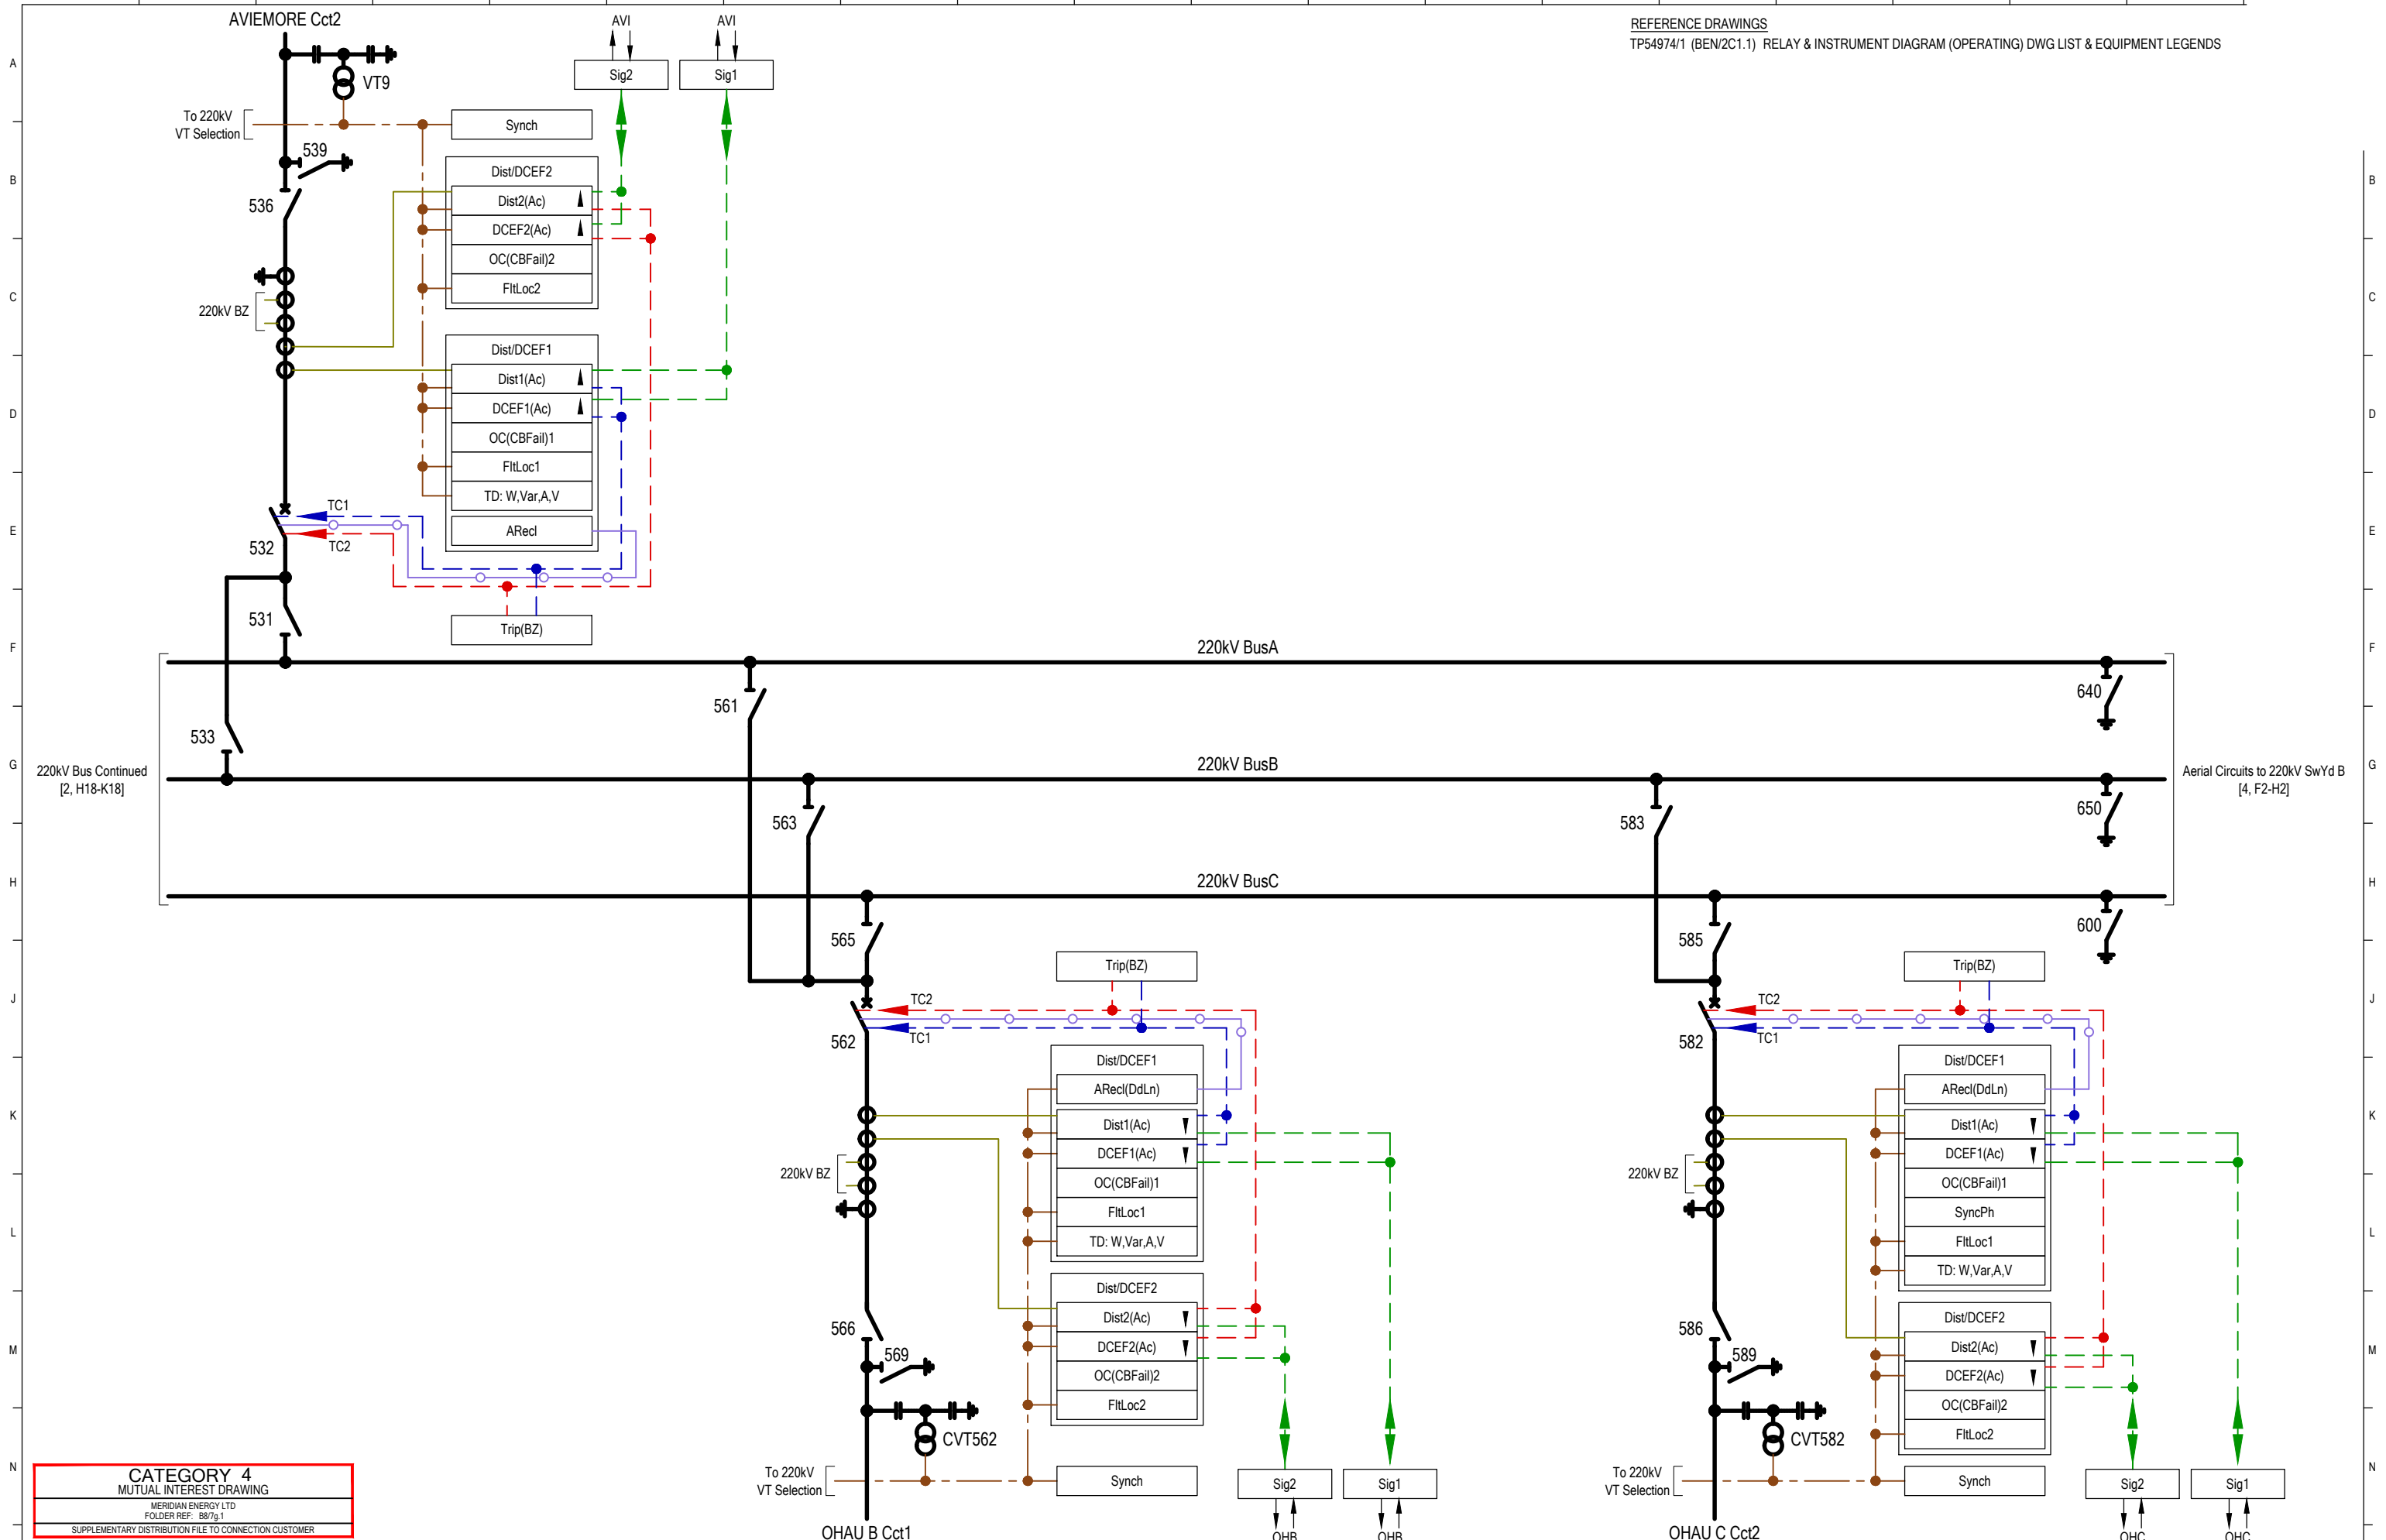 AVIEMORE Cct2
AVI
AVI
REFERENCE DRAWINGS
TP54974/1 (BEN/2C1.1) RELAY & INSTRUMENT DIAGRAM (OPERATING) DWG LIST & EQUIPMENT LEGENDS
A
Sig2
Sig1
VT9
To 220kV
VT Selection
Synch
539
B
B
Dist/DCEF2
Dist2(Ac)
536
DCEF2(Ac)
OC(CBFail)2
FltLoc2
C
C
220kV BZ
Dist/DCEF1
Dist1(Ac)
DCEF1(Ac)
D
D
OC(CBFail)1
FltLoc1
TD: W,Var,A,V
TC1
ARecl
E
E
532
TC2
531
Trip(BZ)
F
F
220kV BusA
561
640
533
220kV BusB
G
G
220kV Bus Continued
[2, H18-K18]
Aerial Circuits to 220kV SwYd B
[4, F2-H2]
563
583
650
220kV BusC
H
H
565
585
600
Trip(BZ)
Trip(BZ)
J
J
TC2
TC2
562
TC1
582
TC1
Dist/DCEF1
Dist/DCEF1
ARecl(DdLn)
ARecl(DdLn)
K
K
Dist1(Ac)
Dist1(Ac)
DCEF1(Ac)
DCEF1(Ac)
220kV BZ
220kV BZ
OC(CBFail)1
OC(CBFail)1
FltLoc1
SyncPh
L
L
TD: W,Var,A,V
FltLoc1
TD: W,Var,A,V
Dist/DCEF2
Dist/DCEF2
Dist2(Ac)
566
586
DCEF2(Ac)
Dist2(Ac)
M
M
569
589
OC(CBFail)2
DCEF2(Ac)
FltLoc2
OC(CBFail)2
CVT562
CVT582
FltLoc2
N
N
To 220kV
VT Selection
Synch
Sig2
Sig1
To 220kV
VT Selection
Synch
Sig2
Sig1
CATEGORY 4
MUTUAL INTEREST DRAWING
MERIDIAN ENERGY LTD
FOLDER REF: B8/7g.1
SUPPLEMENTARY DISTRIBUTION FILE TO CONNECTION CUSTOMER
OHAU B Cct1
OHB
OHB
OHAU C Cct2
OHC
OHC